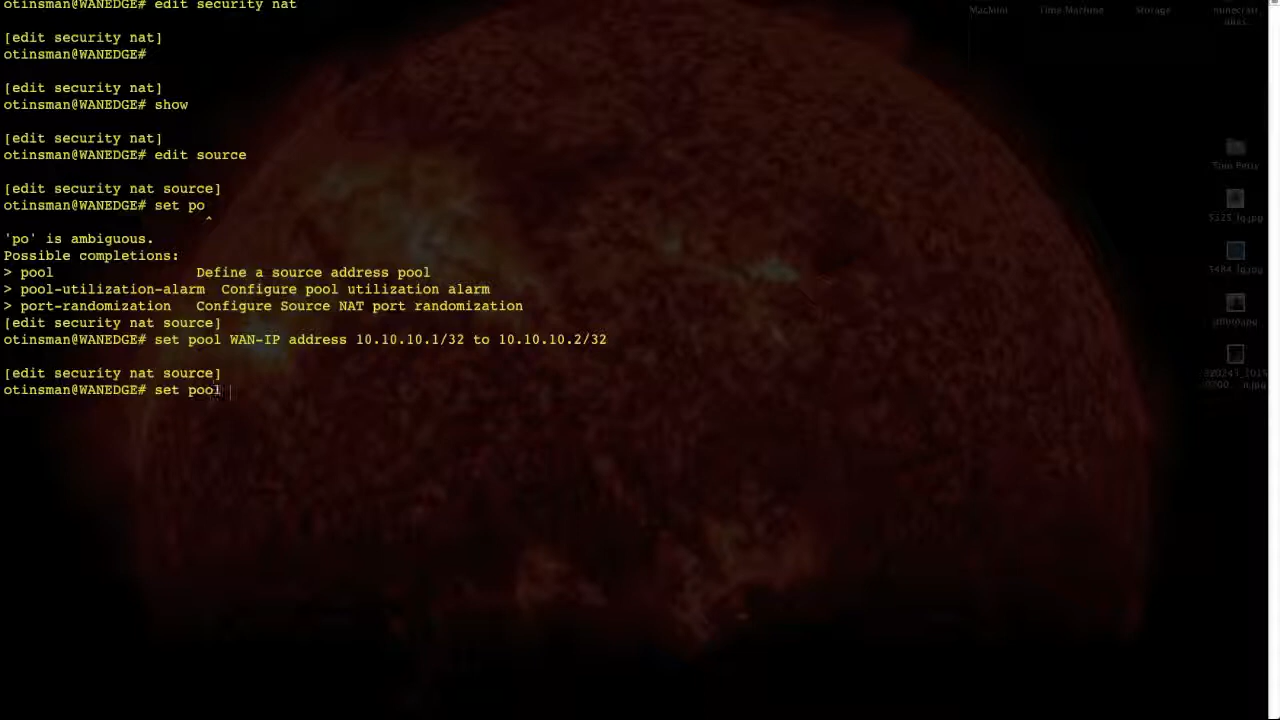 otinsman@WANEDGE# edit security nat
[edit security nat]
otinsman@WANEDGE#
[edit security nat]
otinsman@WANEDGE# show
[edit security nat]
otinsman@WANEDGE# edit source
[edit security nat source]
otinsman@WANEDGE# set po
^
'po' is ambiguous.
Possible completions:
> pool Define a source address pool
> pool-utilization-alarm Configure pool utilization alarm
> port-randomization Configure Source NAT port randomization
[edit security nat source]
otinsman@WANEDGE# set pool WAN-IP address 10.10.10.1/32 to 10.10.10.2/32
[edit security nat source]
otinsman@WANEDGE# set pool
Machine Time Machine Storage minecraft
alias..
Tom Petty